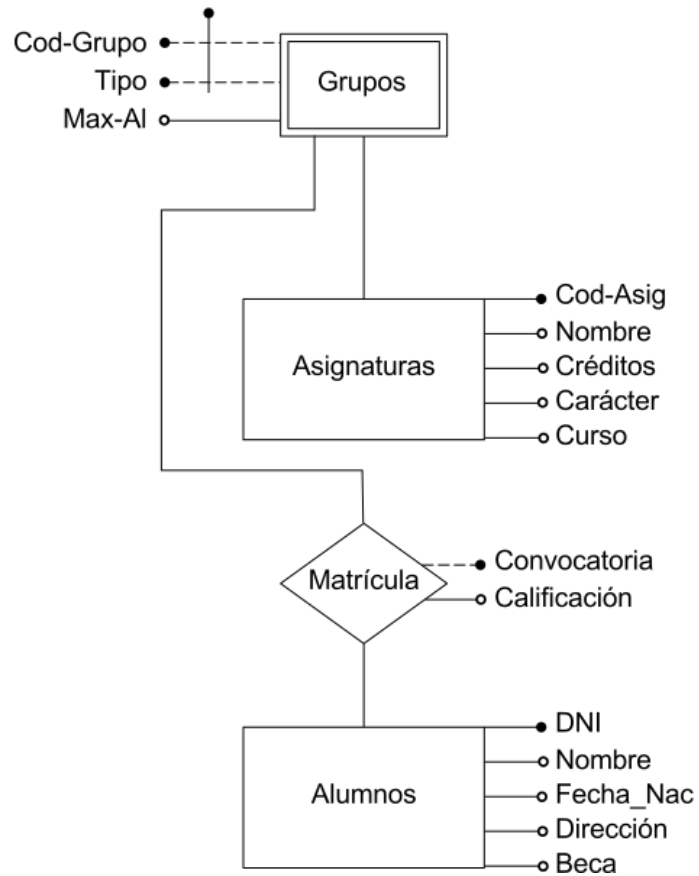 Cod-Grupo
Tipo
Max-Al
Grupos
Asignaturas
Cod-Asig
Nombre
Créditos
Carácter
Curso
Matrícula
Convocatoria
Calificación
Alumnos
DNI
Nombre
Fecha_Nac
Dirección
Beca